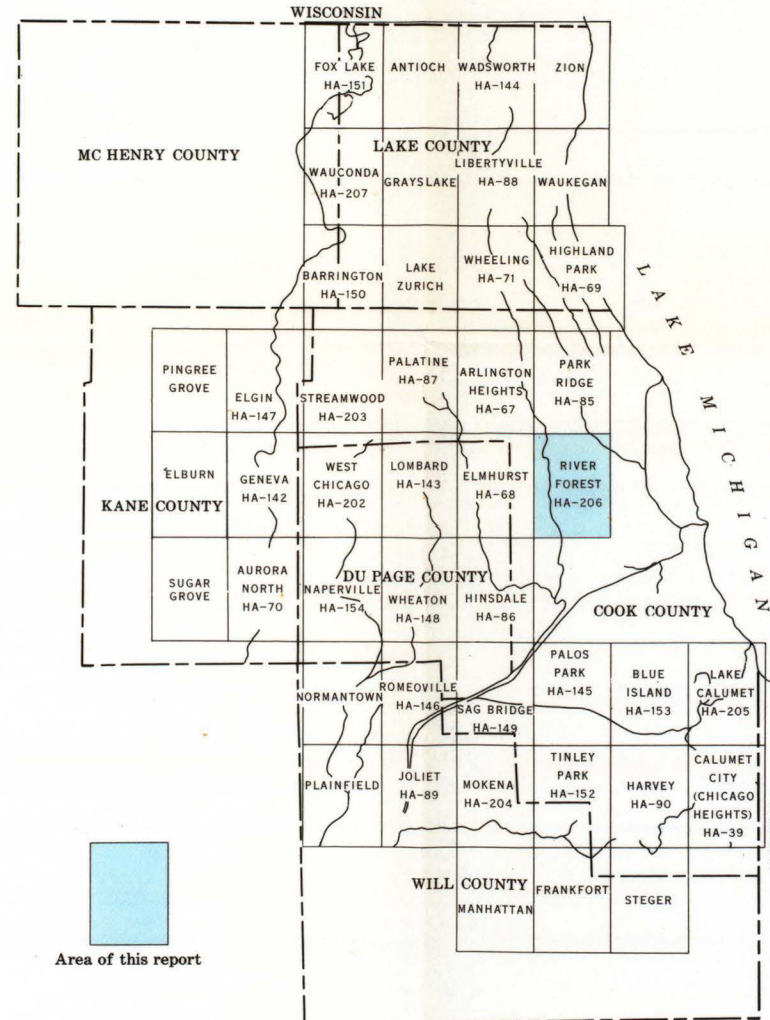 WISCONSIN
FOX LAKE
HA-151
ANTIOCH
WADSWORTH
HA-144
ZION
MC HENRY COUNTY
LAKE COUNTY
WAUCONDA
HA-207
GRAYSLAKE
LIBERTYVILLE
HA-88
WAUKEGAN
BARRINGTON
HA-150
LAKE
ZURICH
WHEELING
HA-71
HIGHLAND
PARK
HA-69
LAKE MICHIGAN
PINGREE
GROVE
ELGIN
HA-147
STREAMWOOD
HA-203
PALATINE
HA-87
ARLINGTON
HEIGHTS
HA-67
PARK
RIDGE
HA-85
ELBURN
KANE COUNTY
GENEVA
HA-142
WEST
CHICAGO
HA-202
LOMBARD
HA-143
ELMHURST
HA-68
RIVER
FOREST
HA-206
SUGAR
GROVE
AURORA
NORTH
HA-70
DU PAGE COUNTY
NAPERVILLE
HA-154
WHEATON
HA-148
HINSDALE
HA-86
COOK COUNTY
NORMANTOWN
ROMEOVILLE
HA-146
SAG BRIDGE
HA-149
PALOS
PARK
HA-145
BLUE
ISLAND
HA-153
LAKE
CALUMET
HA-205
PLAINFIELD
JOLIET
HA-89
MOKENA
HA-204
TINLEY
PARK
HA-152
HARVEY
HA-90
CALUMET
CITY
(CHICAGO
HEIGHTS)
HA-39
WILL COUNTY
MANHATTAN
FRANKFORT
STEGER
Area of this report